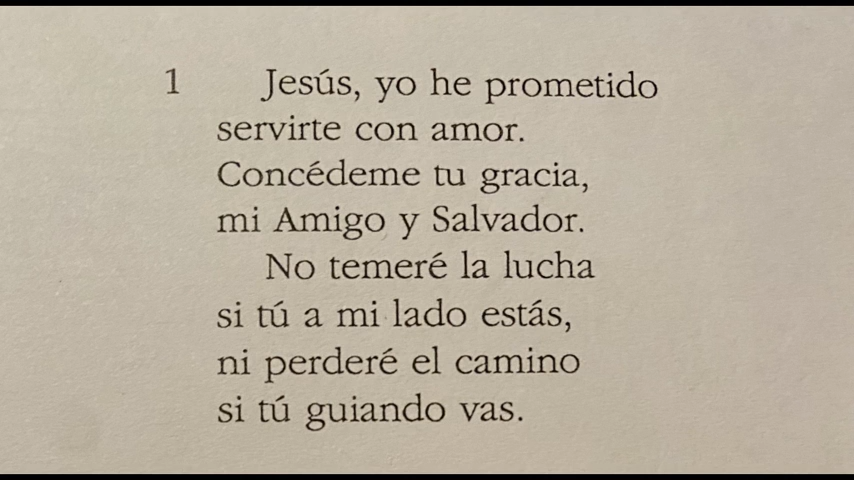 1 Jesús, yo he prometido
servirte con amor.
Concédeme tu gracia,
mi Amigo y Salvador.
No temeré la lucha
si tú a mi lado estás,
ni perderé el camino
si tú guiando vas.